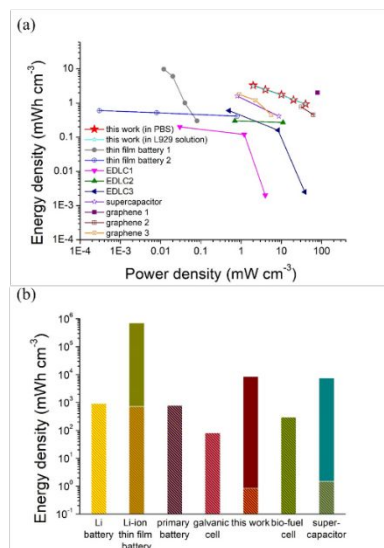 (a)
Energy density (mWh cm⁻³)
100
10
1
0.1
0.01
1E-3
1E-4
this work (in PBS)
this work (in L929 solution)
thin film battery 1
thin film battery 2
EDLC1
EDLC2
EDLC3
supercapacitor
graphene 1
graphene 2
graphene 3
1E-4 1E-3 0.01 0.1 1 10 100 1000
Power density (mW cm⁻³)
(b)
Energy density (mWh cm⁻³)
10⁶
10⁵
10⁴
10³
10²
10¹
10⁰
10⁻¹
Li Li-ion primary galvanic this work bio-fuel super-
battery thin film battery cell cell capacitor
battery